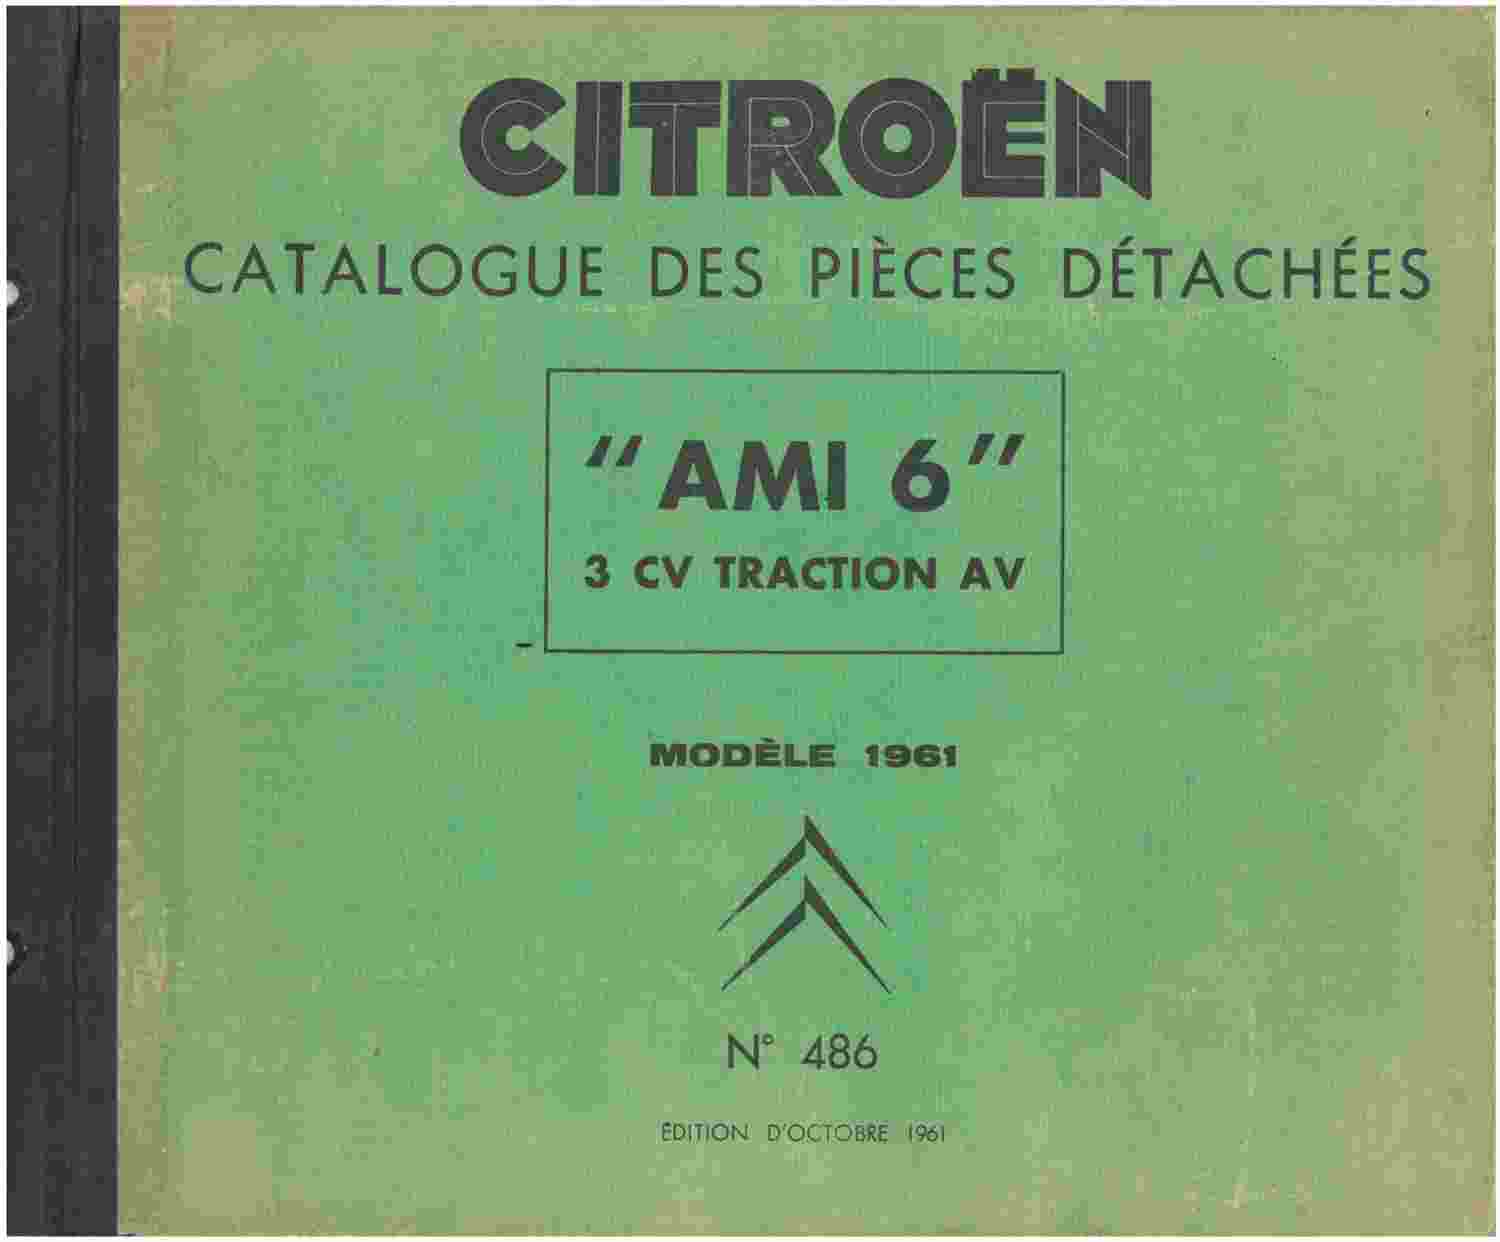 CITROËN
CATALOGUE DES PIÈCES DÉTACHÉES
“AMI 6”
3 CV TRACTION AV
MODÈLE 1961
N° 486
ÉDITION D'OCTOBRE 1961